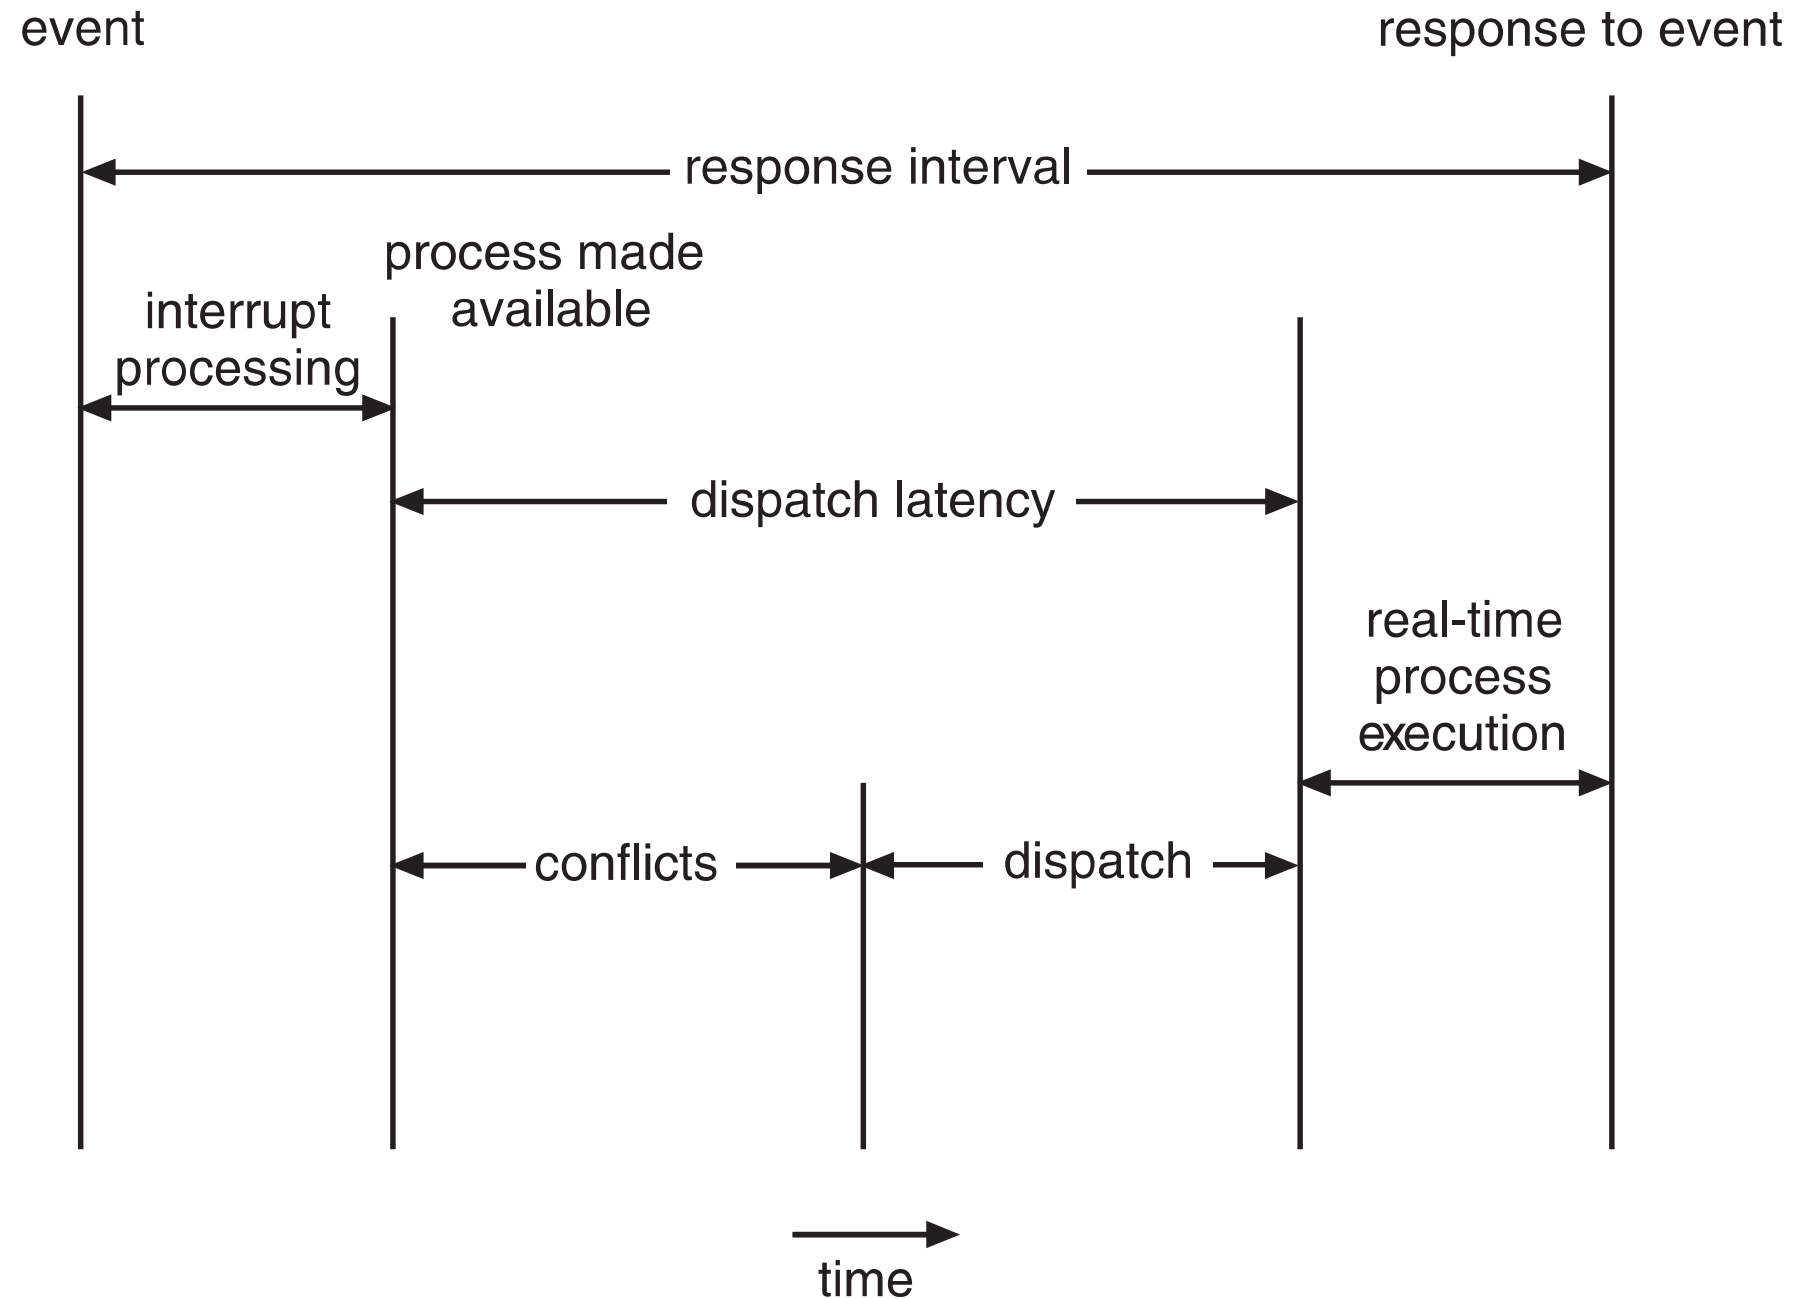 event
response to event
response interval
process made
available
interrupt
processing
dispatch latency
real-time
process
execution
conflicts
dispatch
time